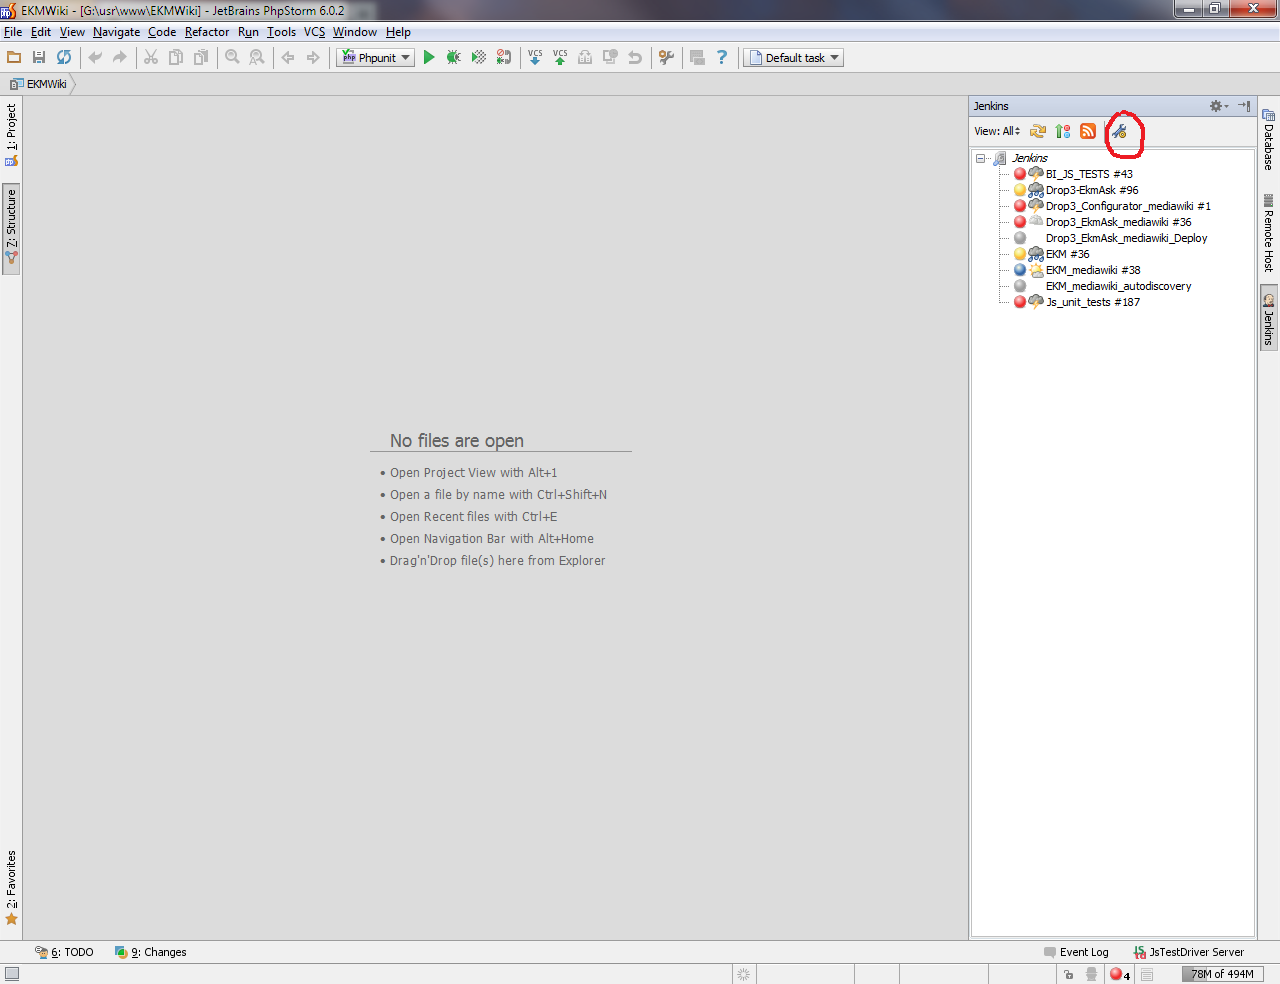 EKMWiki - [G:\usr\www\EKMWiki] - JetBrains PhpStorm 6.0.2
File Edit View Navigate Code Refactor Run Tools VCS Window Help
Phpunit
VCS
VCS
Default task
EKMWiki
1: Project
Z: Structure
2: Favorites
No files are open
• Open Project View with Alt+1
• Open a file by name with Ctrl+Shift+N
• Open Recent files with Ctrl+E
• Open Navigation Bar with Alt+Home
• Drag'n'Drop file(s) here from Explorer
Jenkins
View: All
Jenkins
BI_JS_TESTS #43
Drop3-EkmAsk #96
Drop3_Configurator_mediawiki #1
Drop3_EkmAsk_mediawiki #36
Drop3_EkmAsk_mediawiki_Deploy
EKM #36
EKM_mediawiki #38
EKM_mediawiki_autodiscovery
Js_unit_tests #187
Database
Remote Host
Jenkins
6: TODO
9: Changes
Event Log
JsTestDriver Server
4
78M of 494M